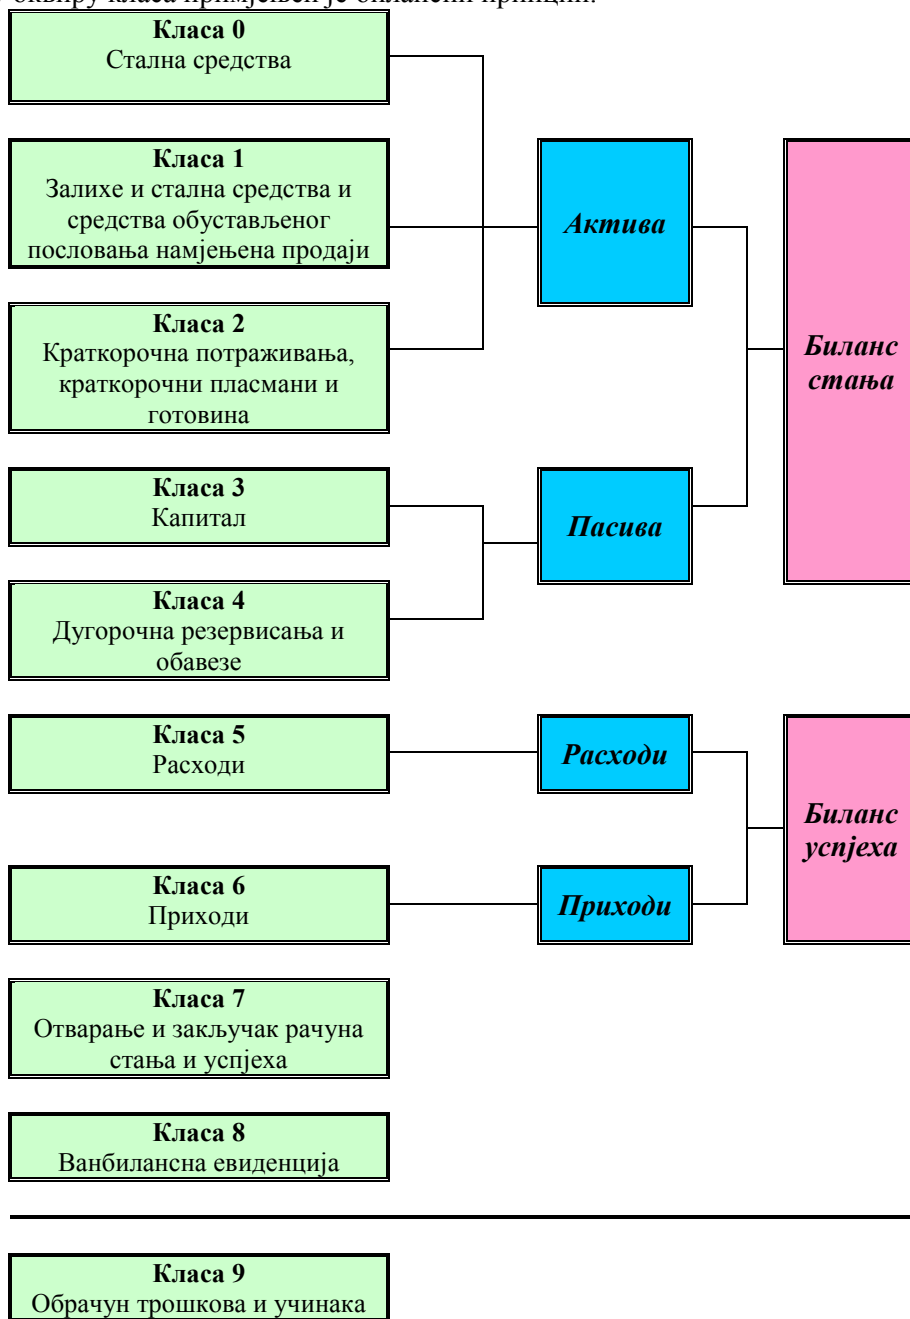 оквиру класа примјењен је билансни принцип.
Класа 0
Стална средства
Класа 1
Залихе и стална средства и
средства обустављеног
пословања намјењена продаји
Актива
Класа 2
Краткорочна потраживања,
краткорочни пласмани и
готовина
Биланс
стања
Класа 3
Капитал
Пасива
Класа 4
Дугорочна резервисања и
обавезе
Класа 5
Расходи
Расходи
Биланс
успјеха
Класа 6
Приходи
Приходи
Класа 7
Отварање и закључак рачуна
стања и успјеха
Класа 8
Ванбилансна евиденција
Класа 9
Обрачун трошкова и учинака